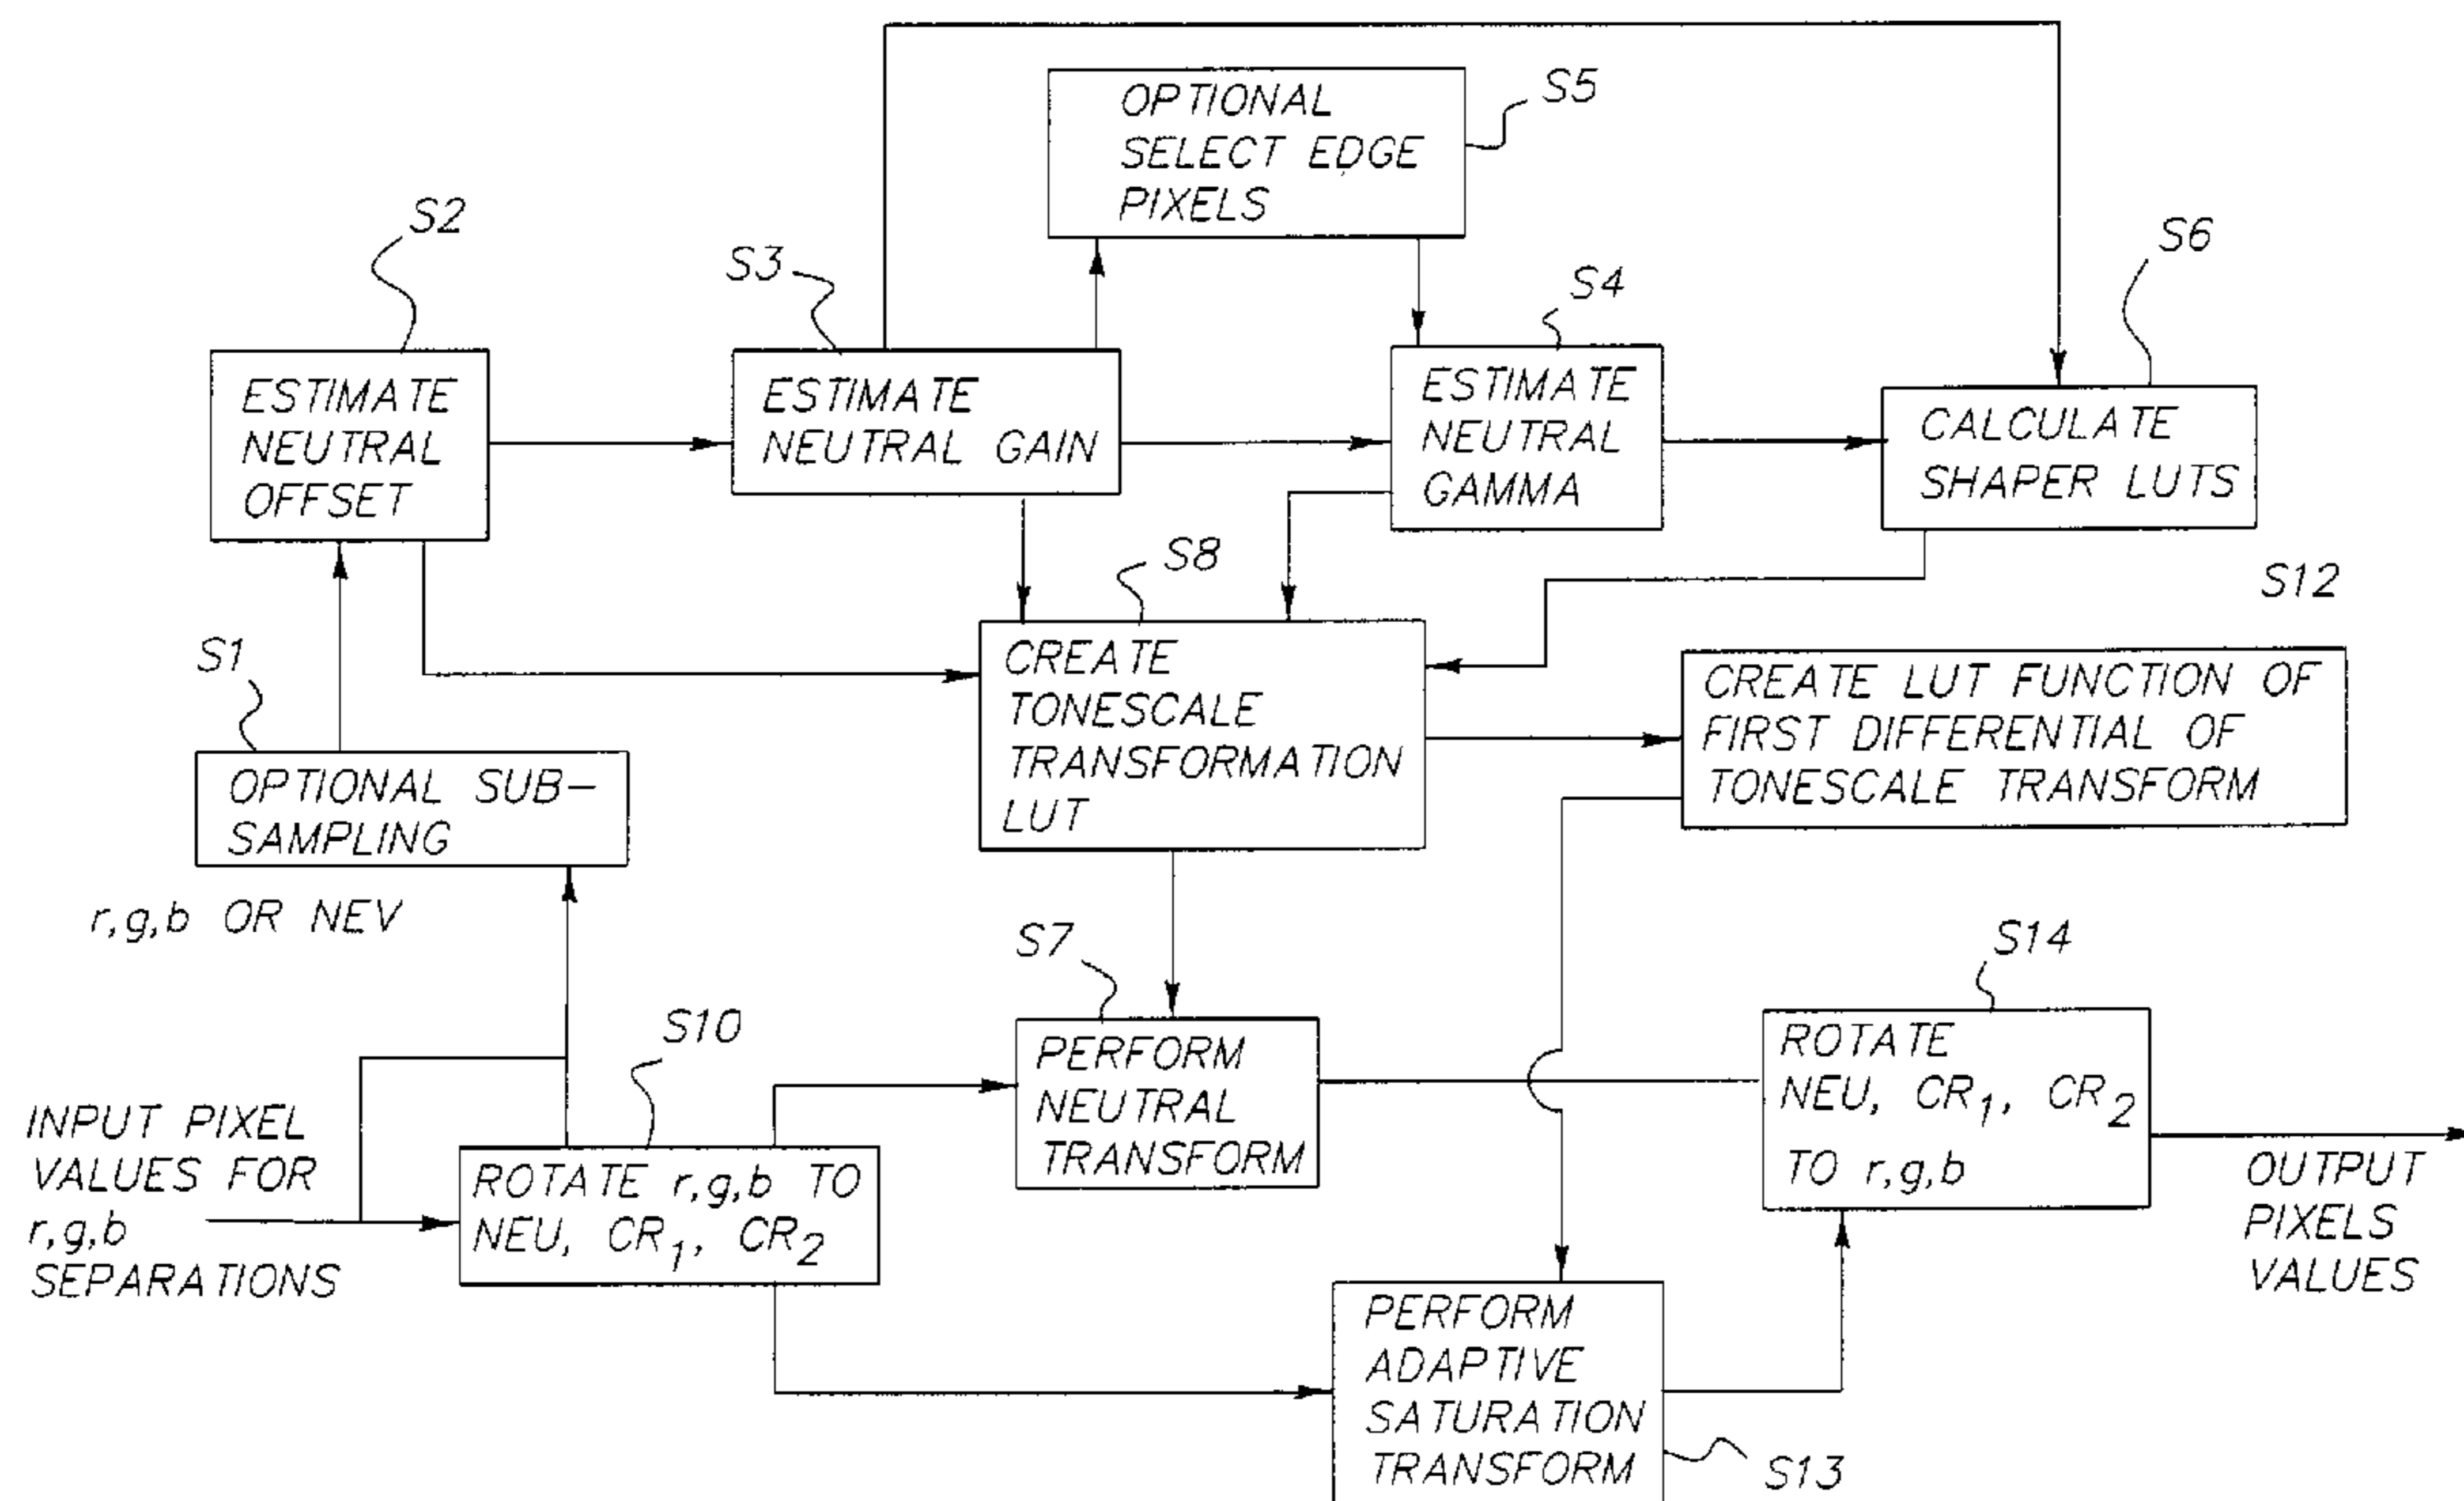 S5
OPTIONAL
SELECT EDGE
PIXELS
S2
S3
S4
S6
ESTIMATE
NEUTRAL
OFFSET
ESTIMATE
NEUTRAL GAIN
ESTIMATE
NEUTRAL
GAMMA
CALCULATE
SHAPER LUTS
S8
S12
S1
CREATE
TONESCALE
TRANSFORMATION
LUT
CREATE LUT FUNCTION OF
FIRST DIFFERENTIAL OF
TONESCALE TRANSFORM
OPTIONAL SUB-
SAMPLING
r,g,b OR NEV
S7
S14
S10
PERFORM
NEUTRAL
TRANSFORM
ROTATE
NEU, CR1, CR2
TO r,g,b
INPUT PIXEL
VALUES FOR
r,g,b
SEPARATIONS
ROTATE r,g,b TO
NEU, CR1, CR2
OUTPUT
PIXELS
VALUES
PERFORM
ADAPTIVE
SATURATION
TRANSFORM
S13